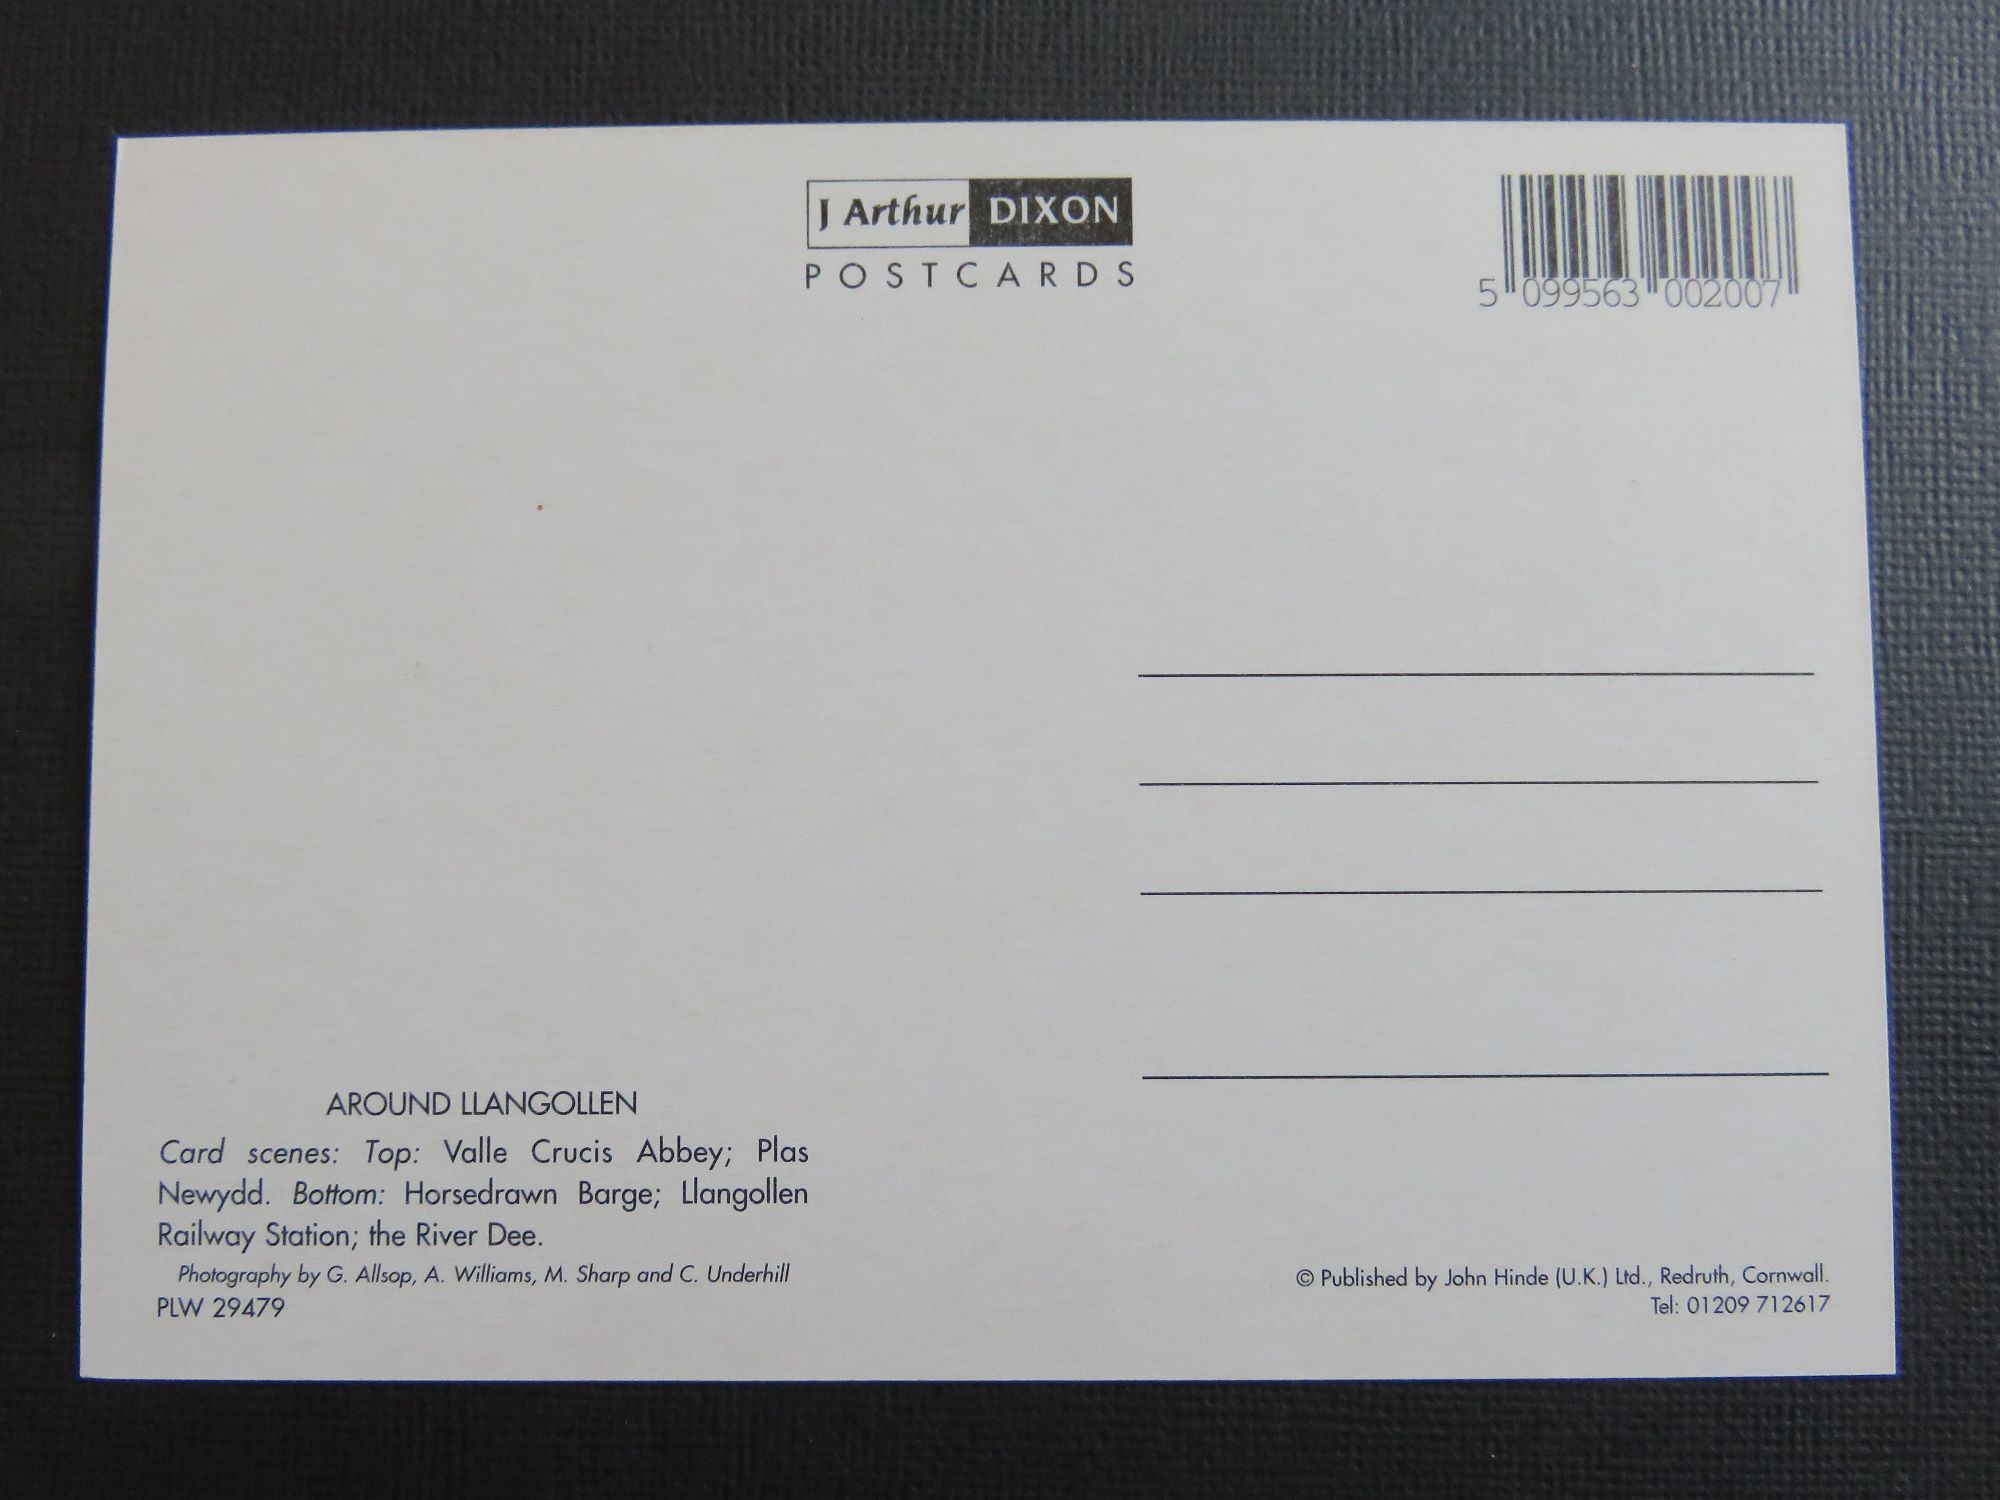 J Arthur DIXON
POSTCARDS
5 099563 002007
AROUND LLANGOLLEN
Card scenes: Top: Valle Crucis Abbey; Plas
Newydd. Bottom: Horsedrawn Barge; Llangollen
Railway Station; the River Dee.
Photography by G. Allsop, A. Williams, M. Sharp and C. Underhill
PLW 29479
© Published by John Hinde (U.K.) Ltd., Redruth, Cornwall.
Tel: 01209 712617